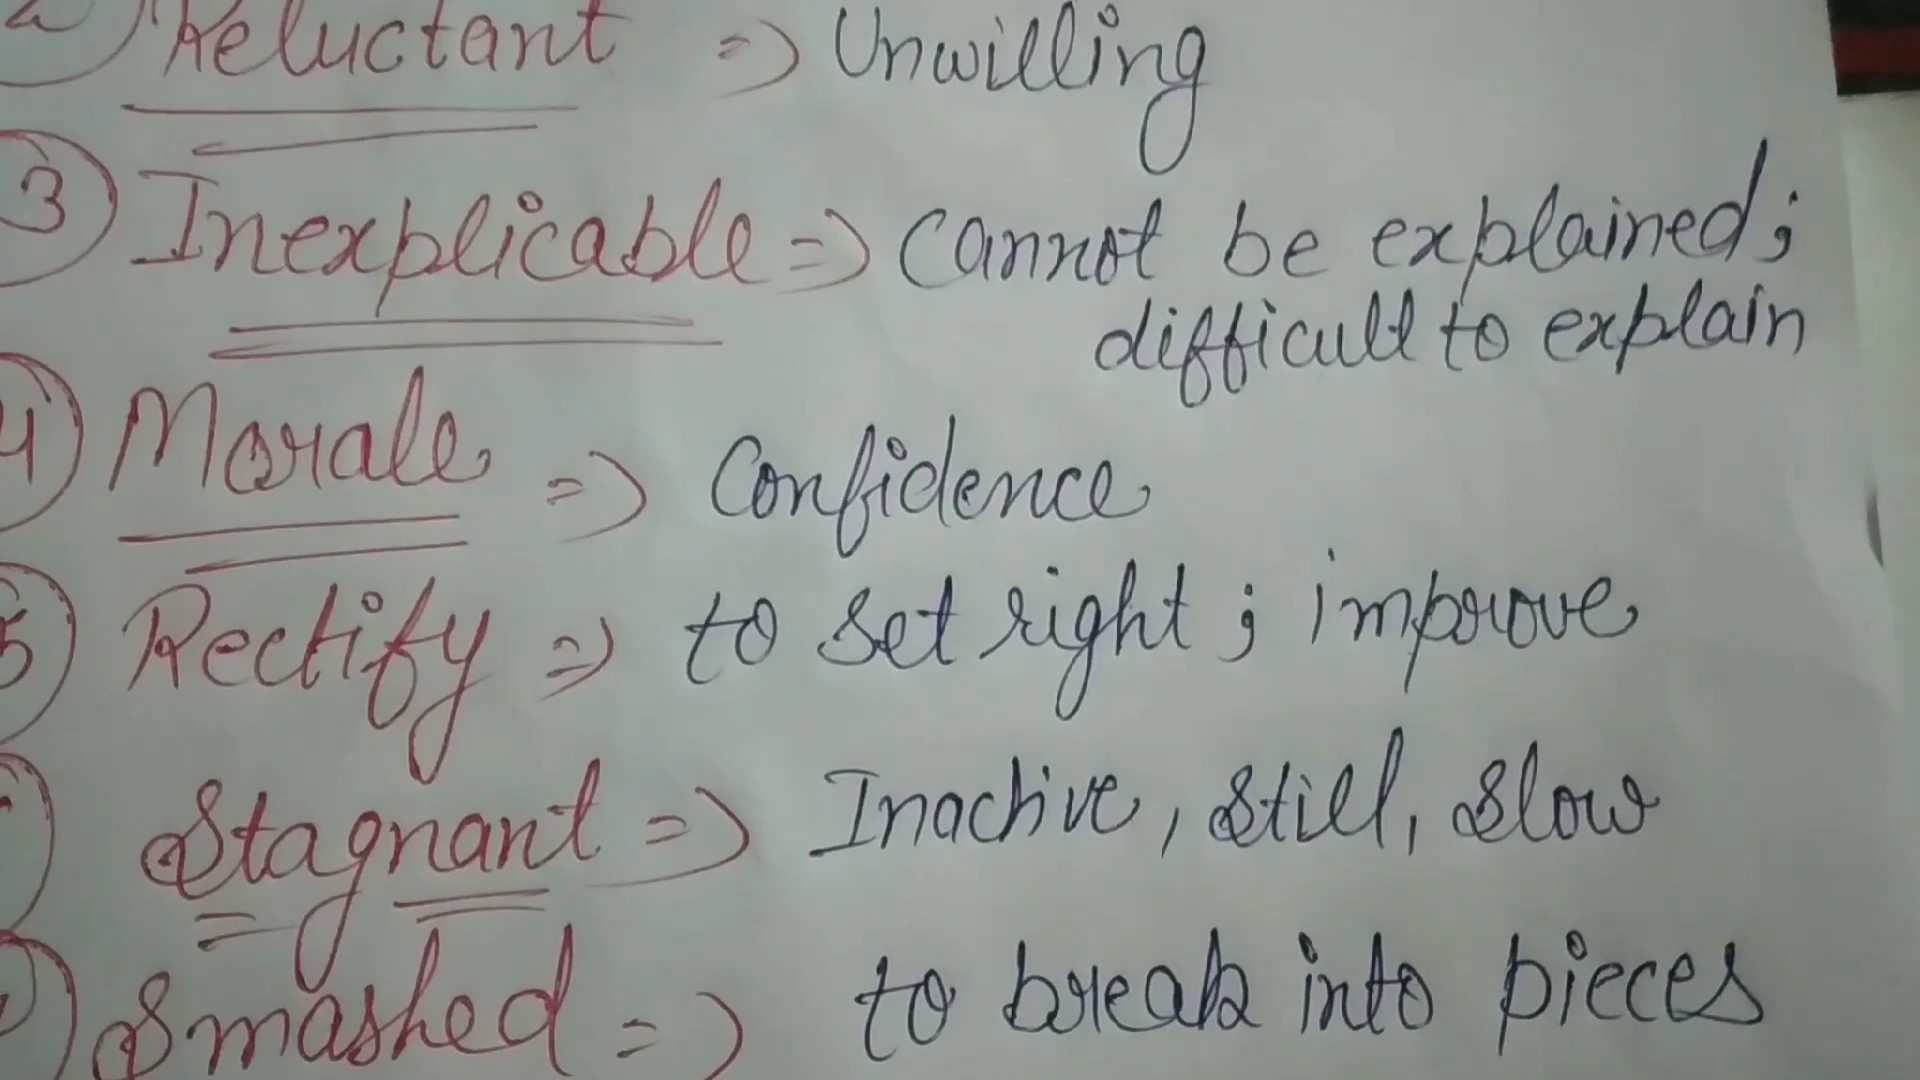 Reluctant => Unwilling
3 Inexplicable => Cannot be explained;
difficult to explain
4 Morale => Confidence
5 Rectify => to set right ; improve
Stagnant => Inactive, Still, Slow
Smashed => to break into pieces